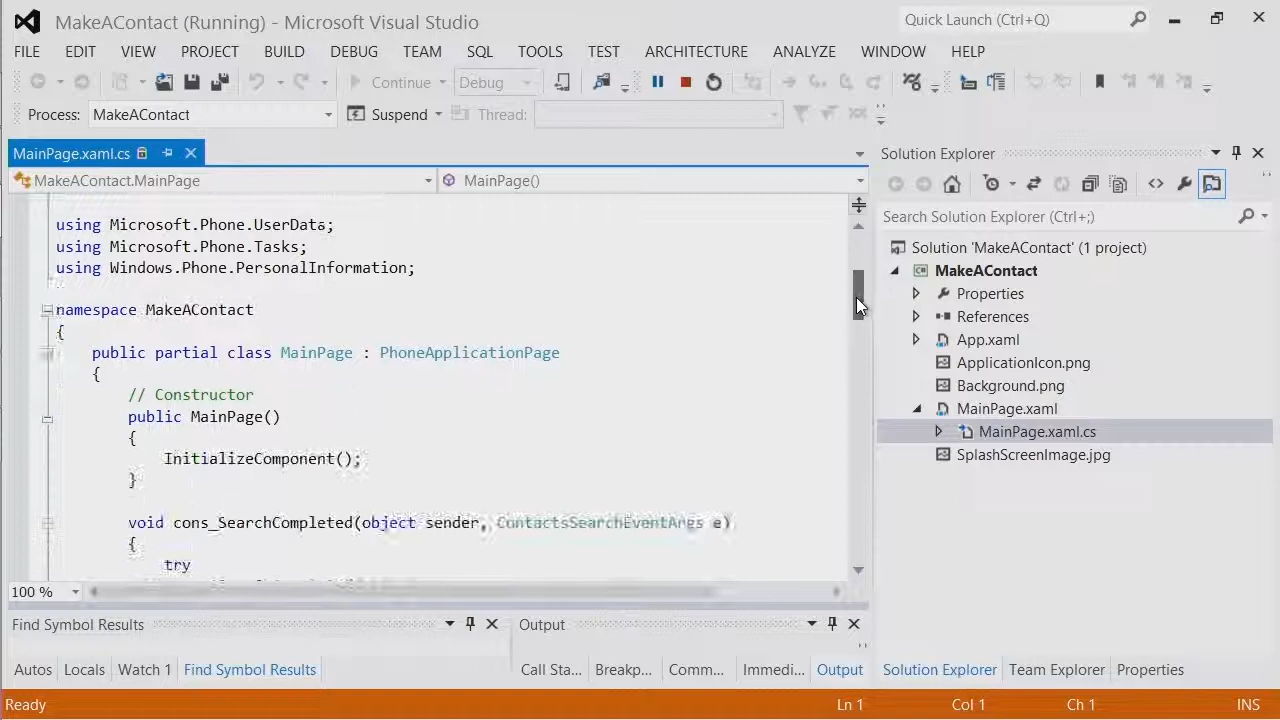 MakeAContact (Running) - Microsoft Visual Studio
Quick Launch (Ctrl+Q)
FILE EDIT VIEW PROJECT BUILD DEBUG TEAM SQL TOOLS TEST ARCHITECTURE ANALYZE WINDOW HELP
Continue Debug
Process: MakeAContact Suspend Thread:
MainPage.xaml.cs
MakeAContact.MainPage MainPage()
using Microsoft.Phone.UserData;
using Microsoft.Phone.Tasks;
using Windows.Phone.PersonalInformation;
namespace MakeAContact
{
public partial class MainPage : PhoneApplicationPage
{
// Constructor
public MainPage()
{
InitializeComponent();
}
void cons_SearchCompleted(object sender, ContactsSearchEventArgs e)
{
try
100 %
Solution Explorer
Search Solution Explorer (Ctrl+;)
Solution 'MakeAContact' (1 project)
MakeAContact
Properties
References
App.xaml
ApplicationIcon.png
Background.png
MainPage.xaml
MainPage.xaml.cs
SplashScreenImage.jpg
Find Symbol Results
Output
Autos Locals Watch 1 Find Symbol Results
Call Sta... Breakp... Comm... Immedi... Output
Solution Explorer Team Explorer Properties
Ready Ln 1 Col 1 Ch 1 INS